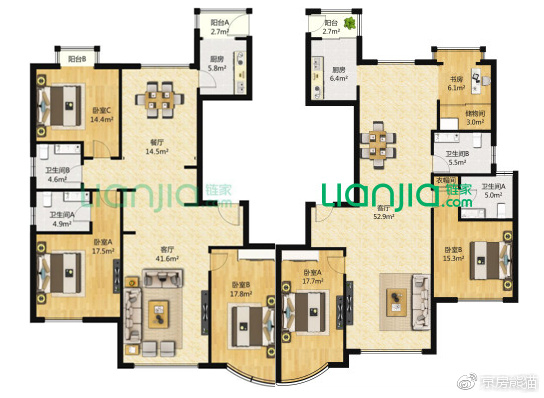 阳台A
2.7m²
阳台
2.7m²
阳台B
厨房
5.8m²
厨房
6.4m²
书房
6.1m²
卧室C
14.4m²
储物间
3.0m²
餐厅
14.5m²
卫生间B
4.6m²
卫生间B
5.5m²
lianjia 链家
.com
lianjia 链家
.com
衣帽间
卫生间A
5.0m²
卫生间A
4.9m²
客厅
52.9m²
卧室A
17.5m²
客厅
41.6m²
卧室B
15.3m²
卧室A
17.7m²
卧室B
17.8m²
@京房熊猫